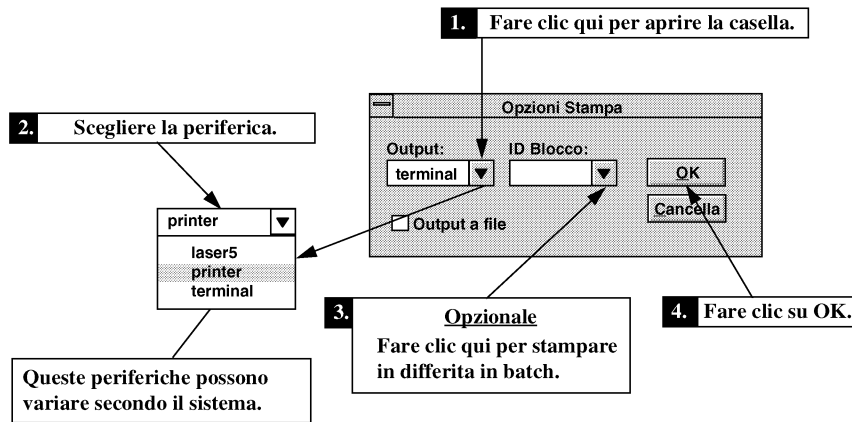 1. Fare clic qui per aprire la casella.
2. Scegliere la periferica.
Opzioni Stampa
Output:
ID Blocco:
terminal
OK
Cancella
Output a file
printer
laser5
printer
terminal
3. Opzionale
Fare clic qui per stampare
in differita in batch.
4. Fare clic su OK.
Queste periferiche possono
variare secondo il sistema.